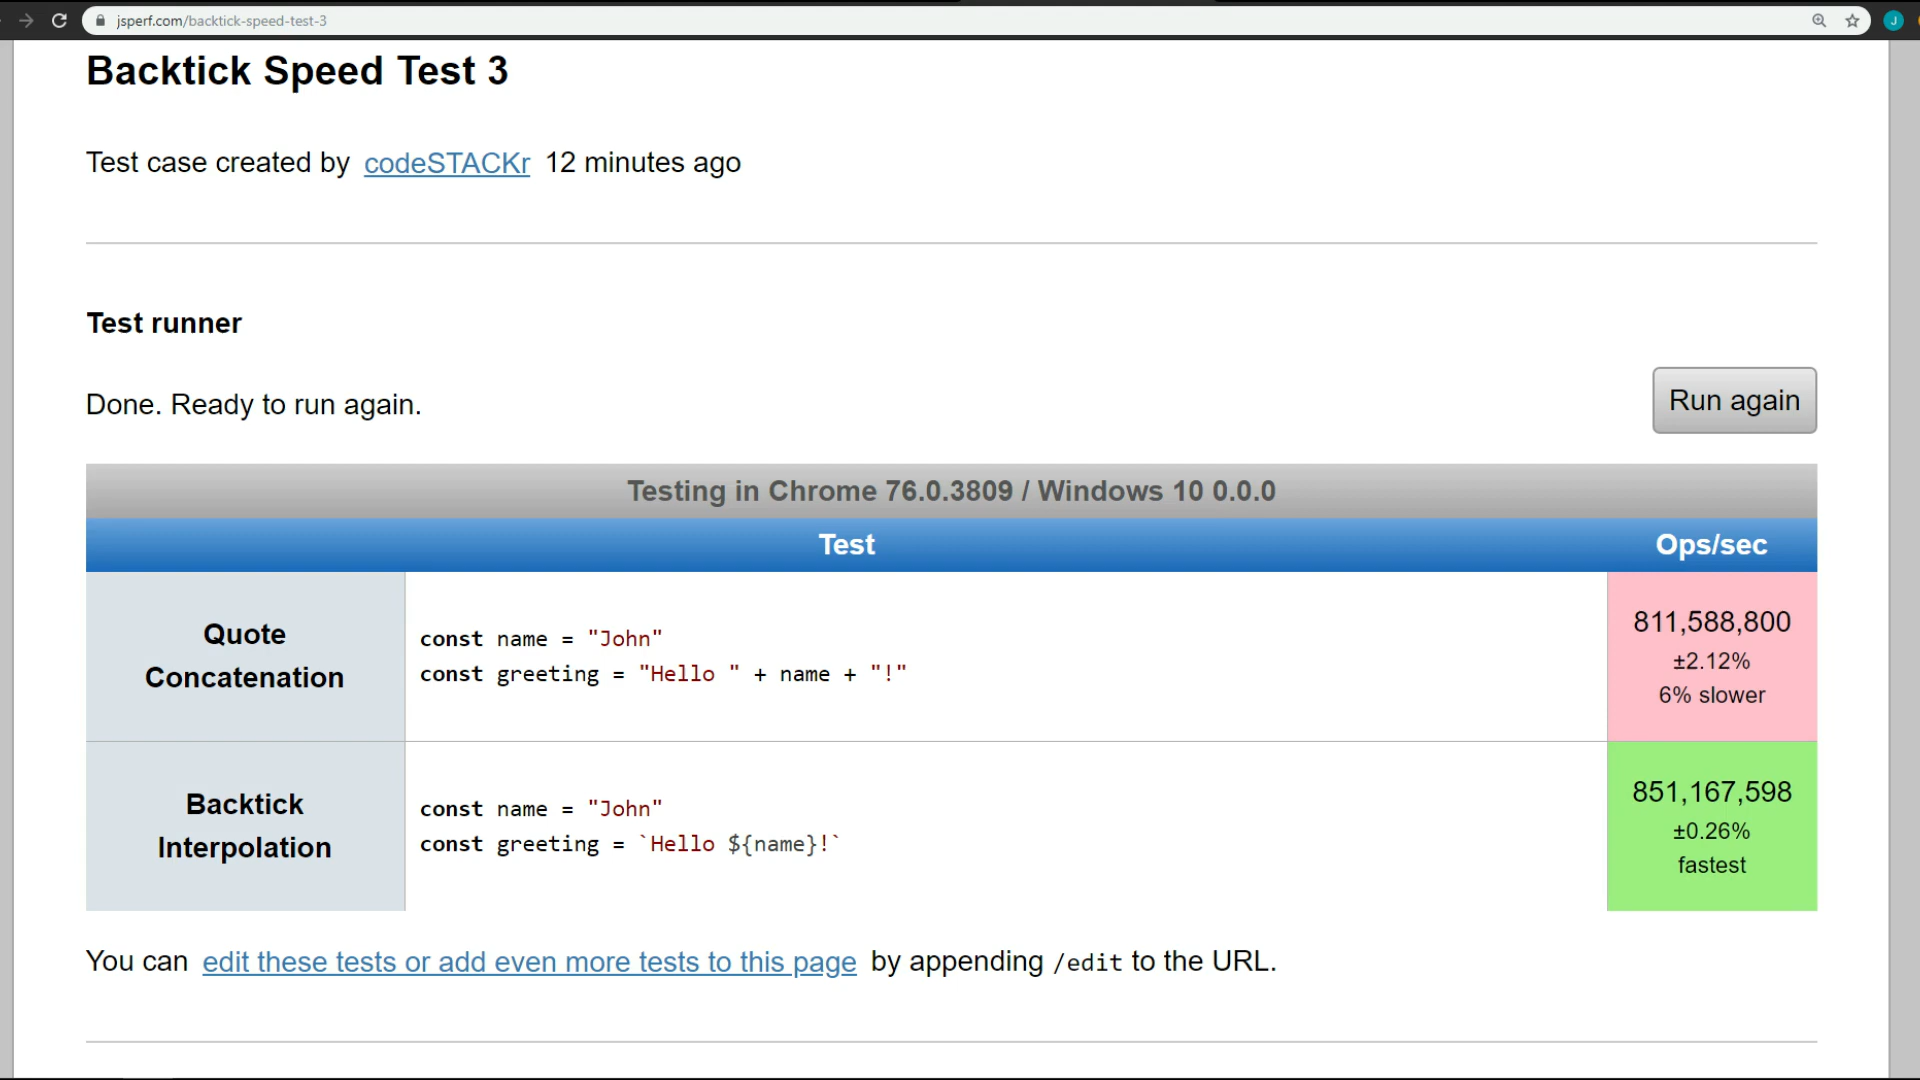 jsperf.com/backtick-speed-test-3
J
Backtick Speed Test 3
Test case created by codeSTACKr 12 minutes ago
Test runner
Done. Ready to run again.
Run again
Testing in Chrome 76.0.3809 / Windows 10 0.0.0
Test
Ops/sec
Quote
Concatenation
const name = "John"
const greeting = "Hello " + name + "!"
811,588,800
±2.12%
6% slower
Backtick
Interpolation
const name = "John"
const greeting = `Hello ${name}!`
851,167,598
±0.26%
fastest
You can edit these tests or add even more tests to this page by appending /edit to the URL.